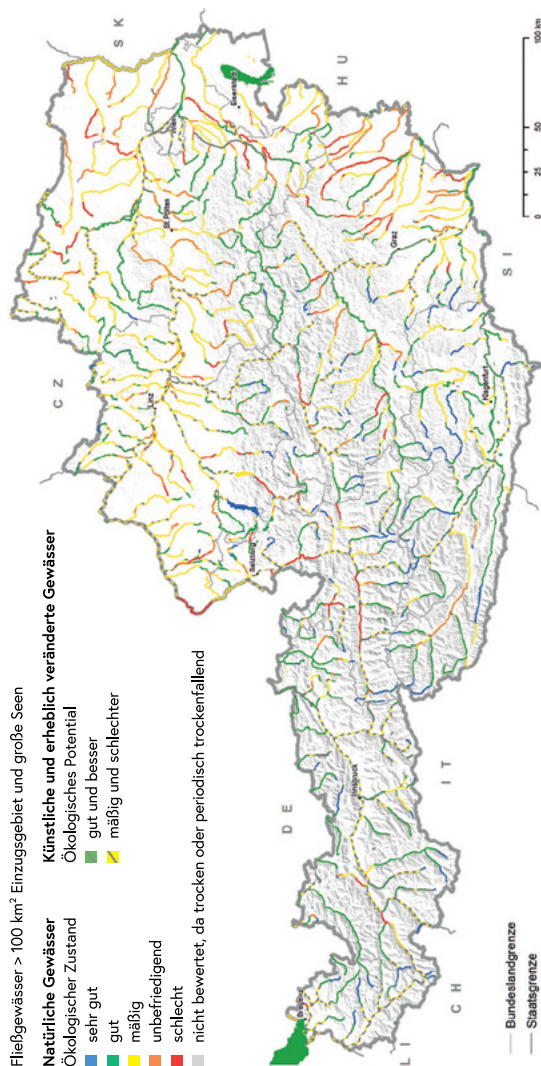 Fließgewässer > 100 km² Einzugsgebiet und große Seen
Natürliche Gewässer
Ökologischer Zustand
sehr gut
gut
mäßig
unbefriedigend
schlecht
nicht bewertet, da trocken oder periodisch trockenfallend
Künstliche und erheblich veränderte Gewässer
Ökologisches Potential
gut und besser
mäßig und schlechter
CZ
SK
DE
HU
LI
CH
IT
SI
Linz
St. Pölten
Wien
Eisenstadt
Salzburg
Bregenz
Innsbruck
Graz
Klagenfurt
Bundeslandgrenze
Staatsgrenze
0 25 50 100 km